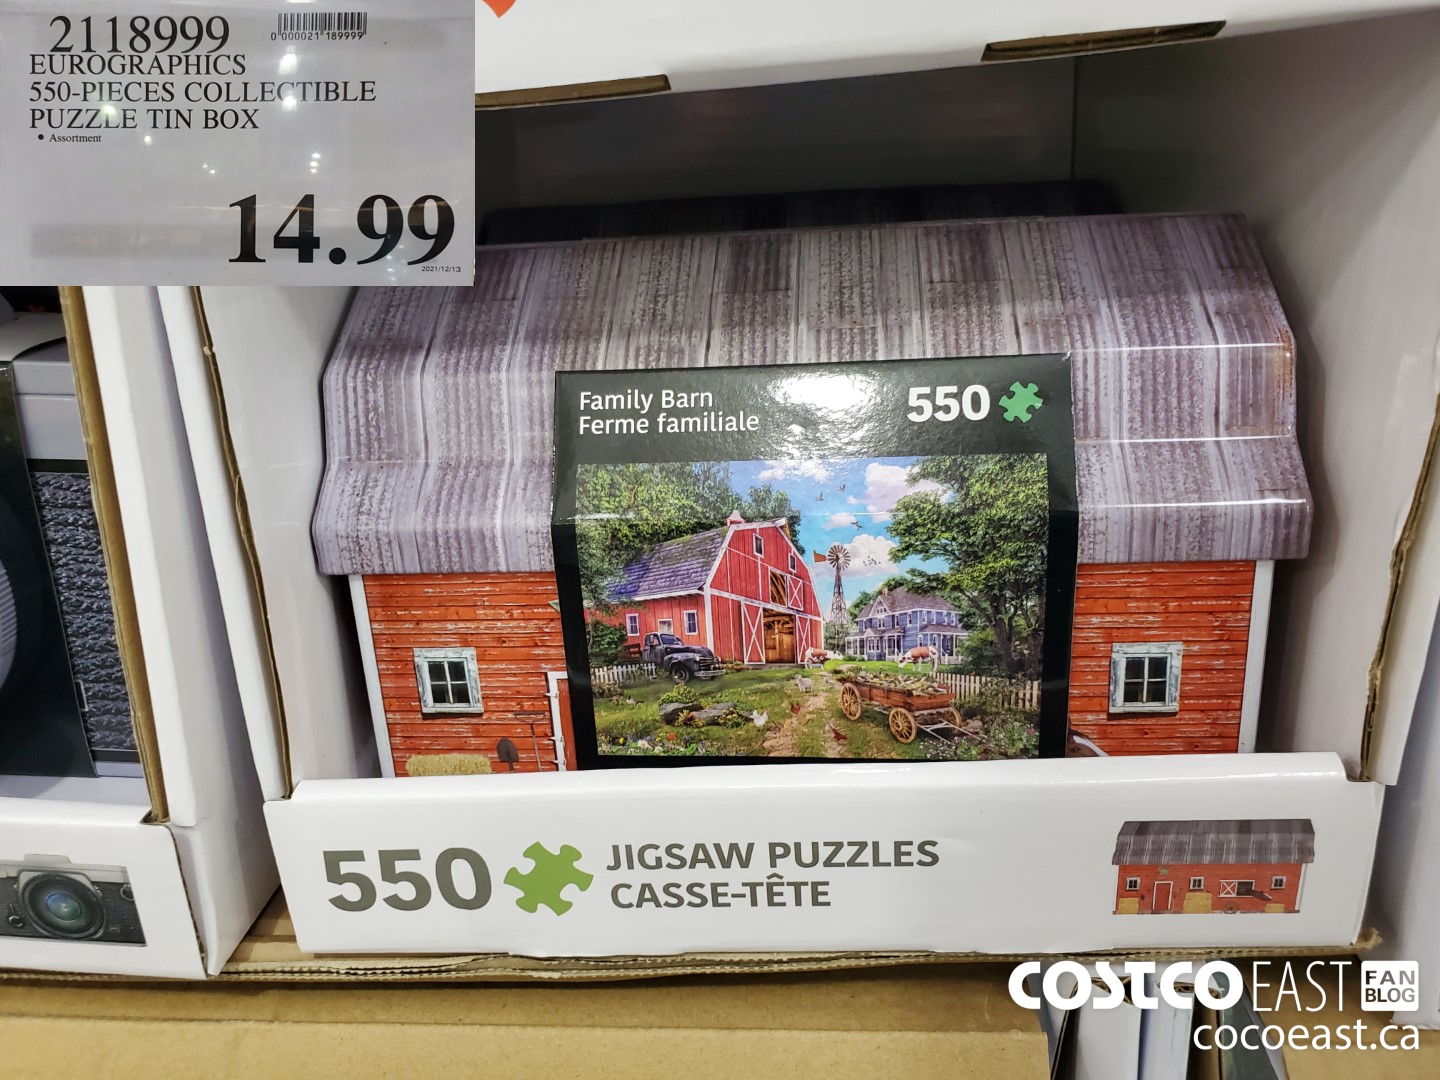 2118999
0 000021 189999
EUROGRAPHICS
550-PIECES COLLECTIBLE
PUZZLE TIN BOX
• Assortment
14.99
2021/12/13
Family Barn
Ferme familiale
550
550
JIGSAW PUZZLES
CASSE-TÊTE
COSTCO EAST FAN BLOG
cocoeast.ca